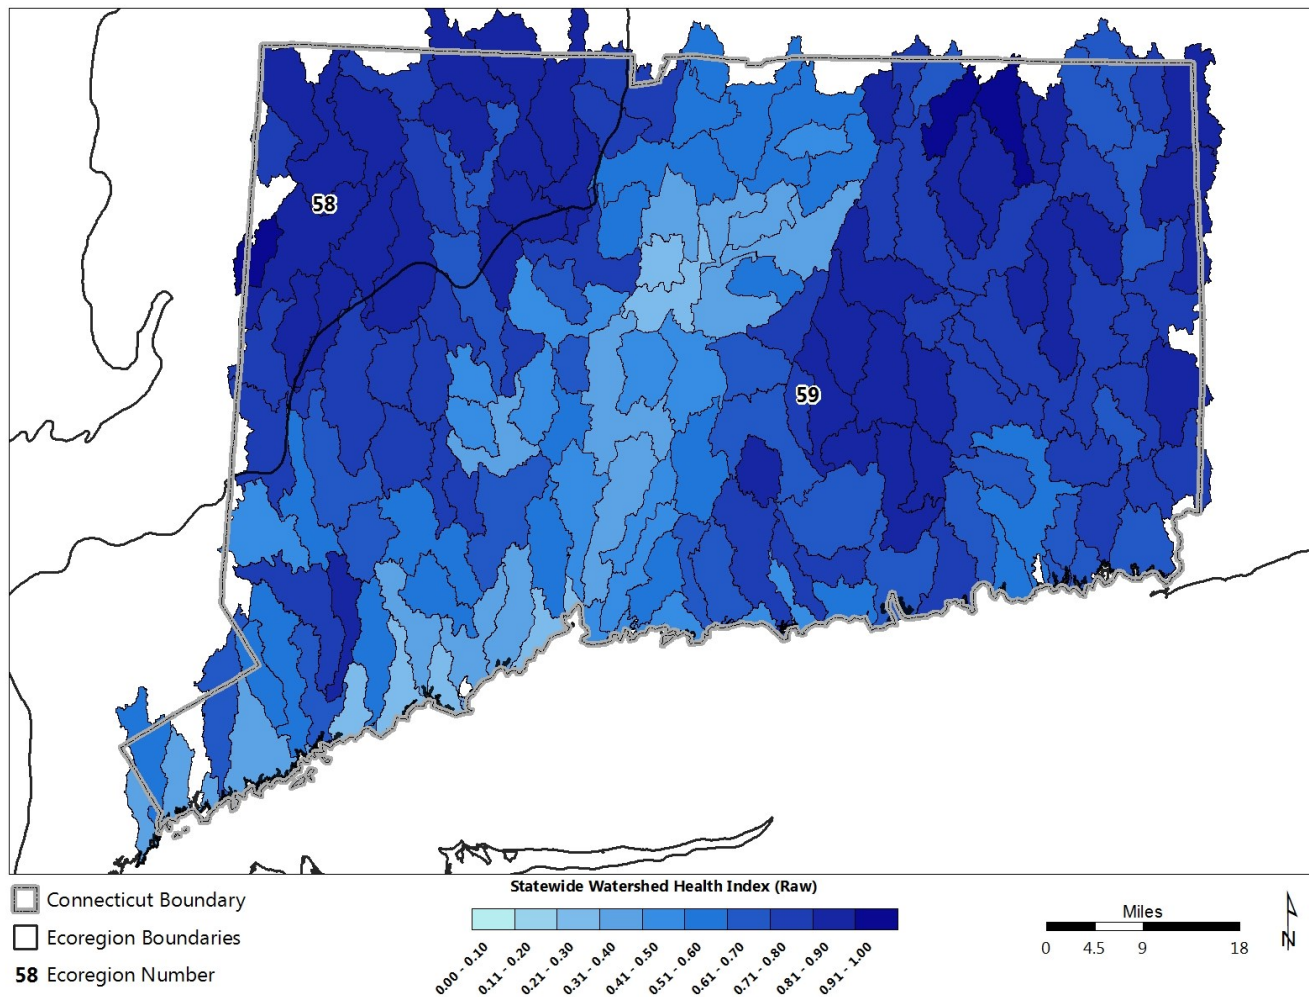 58
59
Connecticut Boundary
Ecoregion Boundaries
58 Ecoregion Number
Statewide Watershed Health Index (Raw)
0.00 - 0.10
0.11 - 0.20
0.21 - 0.30
0.31 - 0.40
0.41 - 0.50
0.51 - 0.60
0.61 - 0.70
0.71 - 0.80
0.81 - 0.90
0.91 - 1.00
Miles
0 4.5 9 18
N